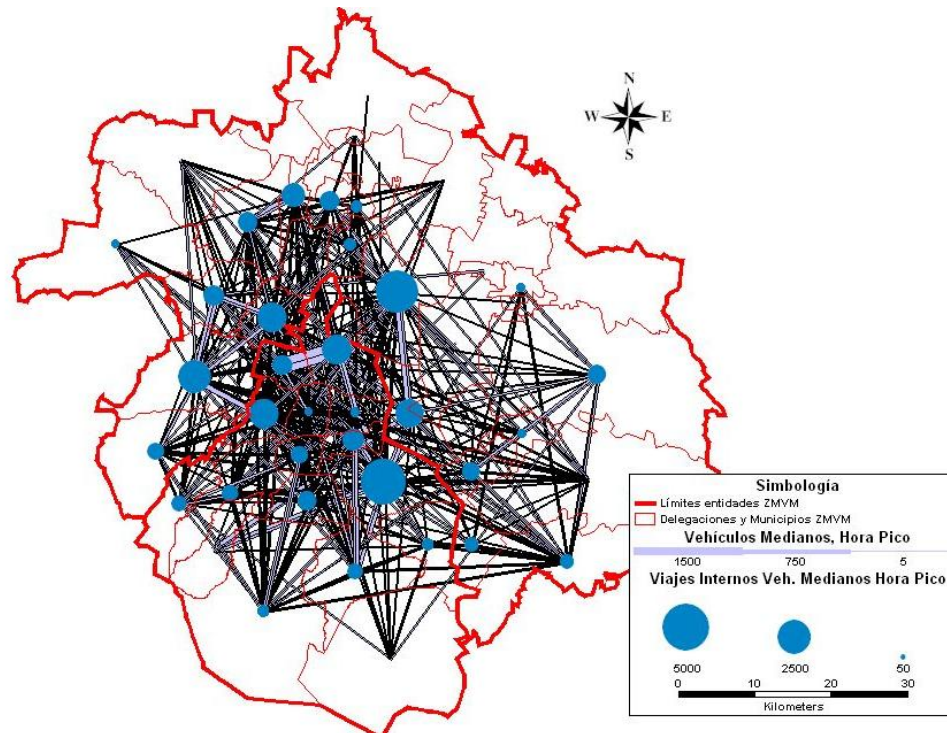 N
W E
S
Simbología
Límites entidades ZMVM
Delegaciones y Municipios ZMVM
Vehículos Medianos, Hora Pico
1500 750 5
Viajes Internos Veh. Medianos Hora Pico
5000 2500 50
0 10 20 30
Kilometers